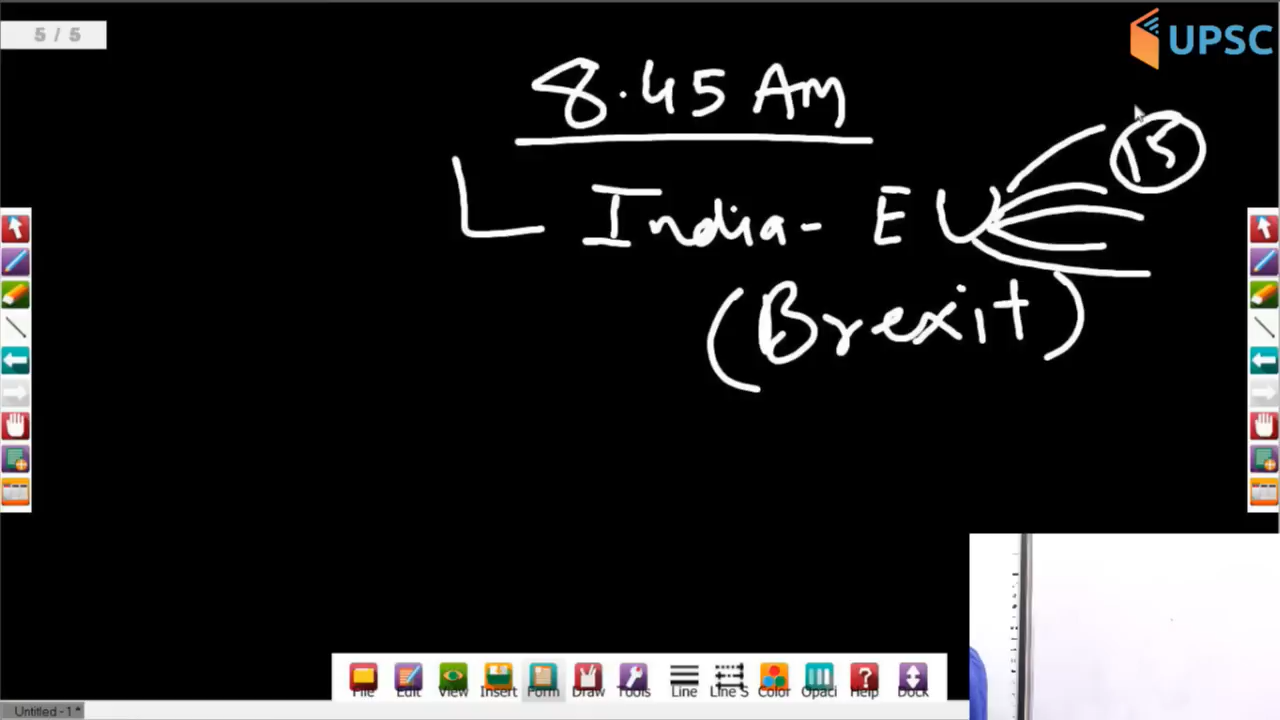 5 / 5
UPSC
8.45 AM
15
India - EU
(Brexit)
File Edit View Insert Form Draw Tools Line Line S Color Opaci Help Dock
Untitled - 1 *